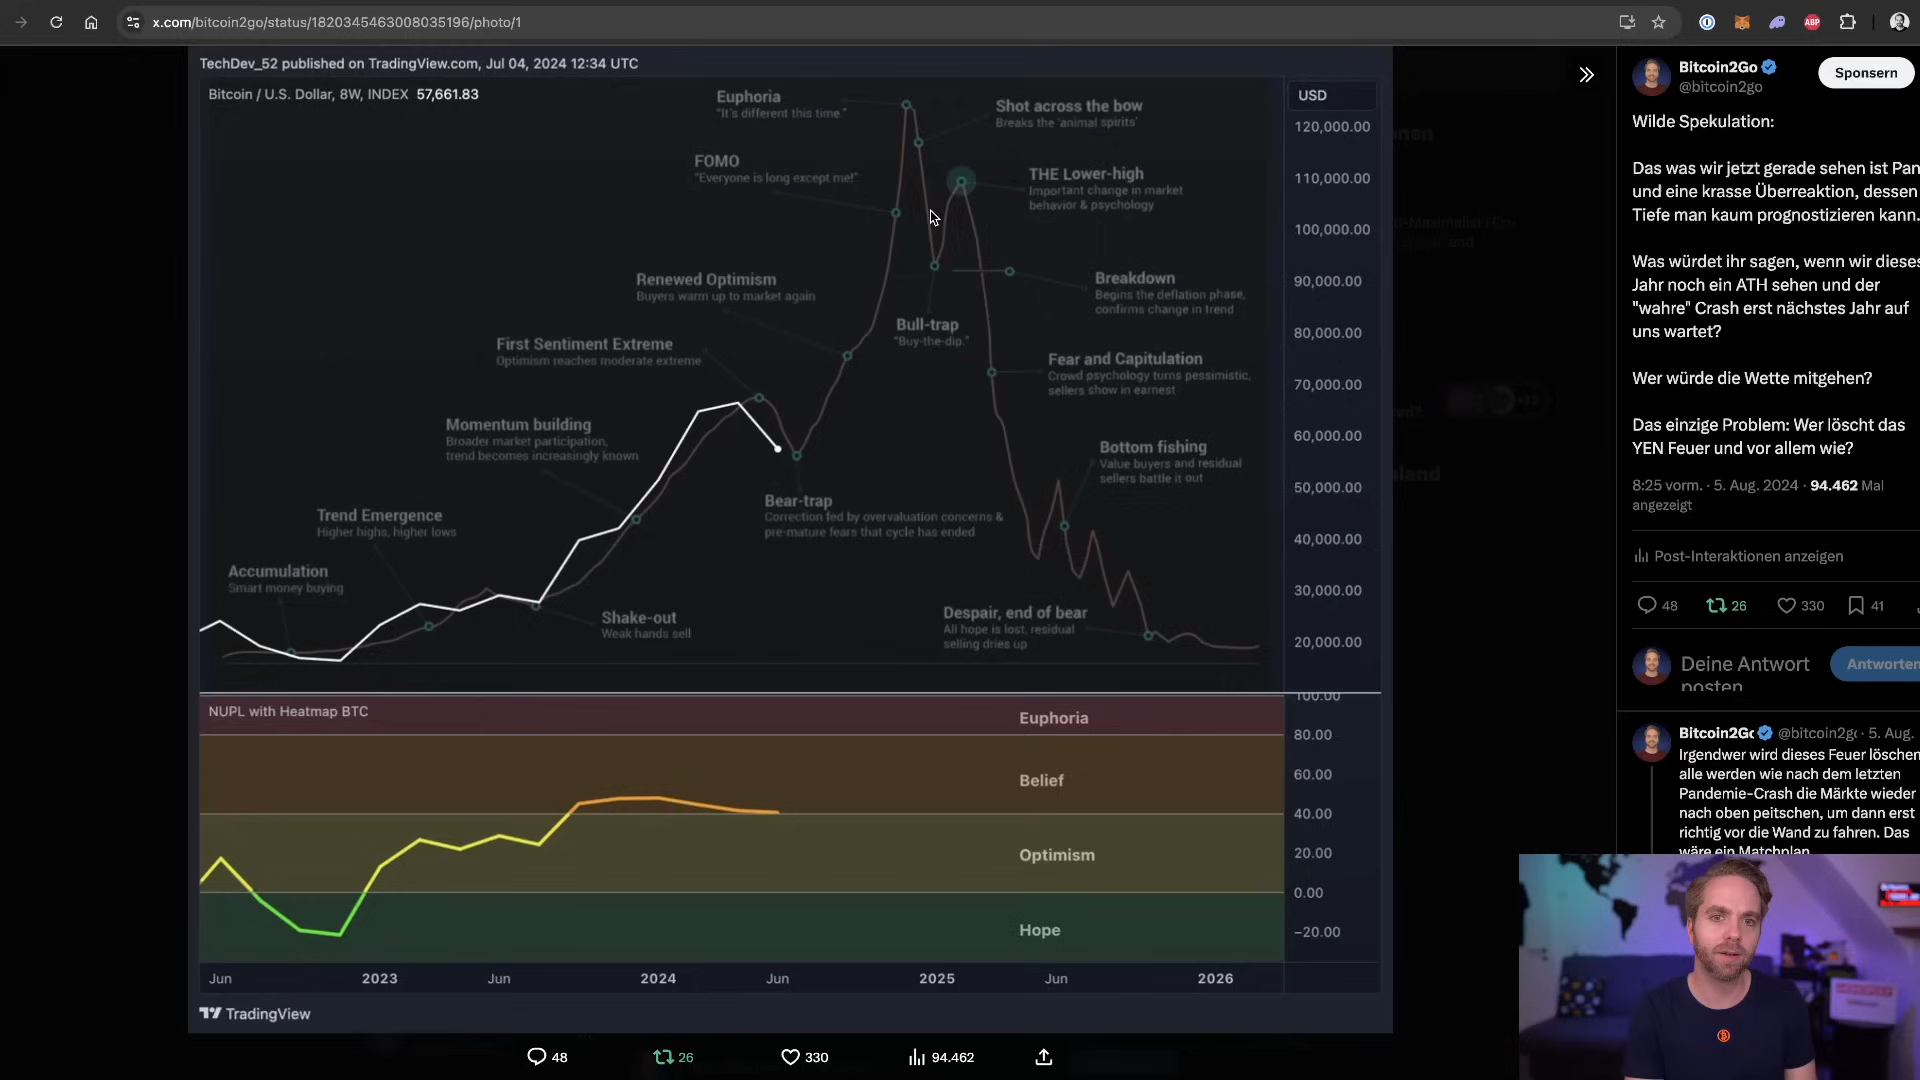 x.com/bitcoin2go/status/1820345463008035196/photo/1
TechDev_52 published on TradingView.com, Jul 04, 2024 12:34 UTC
Bitcoin / U.S. Dollar, 8W, INDEX 57,661.83
USD
120,000.00
110,000.00
100,000.00
90,000.00
80,000.00
70,000.00
60,000.00
50,000.00
40,000.00
30,000.00
20,000.00
Euphoria
"It's different this time."
Shot across the bow
Breaks the 'animal spirits'
FOMO
"Everyone is long except me!"
THE Lower-high
Important change in market
behavior & psychology
Renewed Optimism
Buyers warm up to market again
Breakdown
Begins the deflation phase,
confirms change in trend
Bull-trap
"Buy-the-dip."
First Sentiment Extreme
Optimism reaches moderate extreme
Fear and Capitulation
Crowd psychology turns pessimistic,
sellers show in earnest
Momentum building
Broader market participation,
trend becomes increasingly known
Bottom fishing
Value buyers and residual
sellers battle it out
Bear-trap
Correction fed by overvaluation concerns &
pre-mature fears that cycle has ended
Trend Emergence
Higher highs, higher lows
Accumulation
Smart money buying
Shake-out
Weak hands sell
Despair, end of bear
All hope is lost, residual
selling dries up
NUPL with Heatmap BTC
Euphoria
Belief
Optimism
Hope
100.00
80.00
60.00
40.00
20.00
0.00
−20.00
Jun
2023
Jun
2024
Jun
2025
Jun
2026
TradingView
48
26
330
94.462
Bitcoin2Go
@bitcoin2go
Sponsern
Wilde Spekulation:
Das was wir jetzt gerade sehen ist Pan
und eine krasse Überreaktion, dessen
Tiefe man kaum prognostizieren kann.
Was würdet ihr sagen, wenn wir dieses
Jahr noch ein ATH sehen und der
"wahre" Crash erst nächstes Jahr auf
uns wartet?
Wer würde die Wette mitgehen?
Das einzige Problem: Wer löscht das
YEN Feuer und vor allem wie?
8:25 vorm. · 5. Aug. 2024 · 94.462 Mal
angezeigt
Post-Interaktionen anzeigen
48
26
330
41
Deine Antwort
posten
Antworten
Bitcoin2Go @bitcoin2go · 5. Aug.
Irgendwer wird dieses Feuer löschen
alle werden wie nach dem letzten
Pandemie-Crash die Märkte wieder
nach oben peitschen, um dann erst
richtig vor die Wand zu fahren. Das
wäre ein Matchplan
ABP